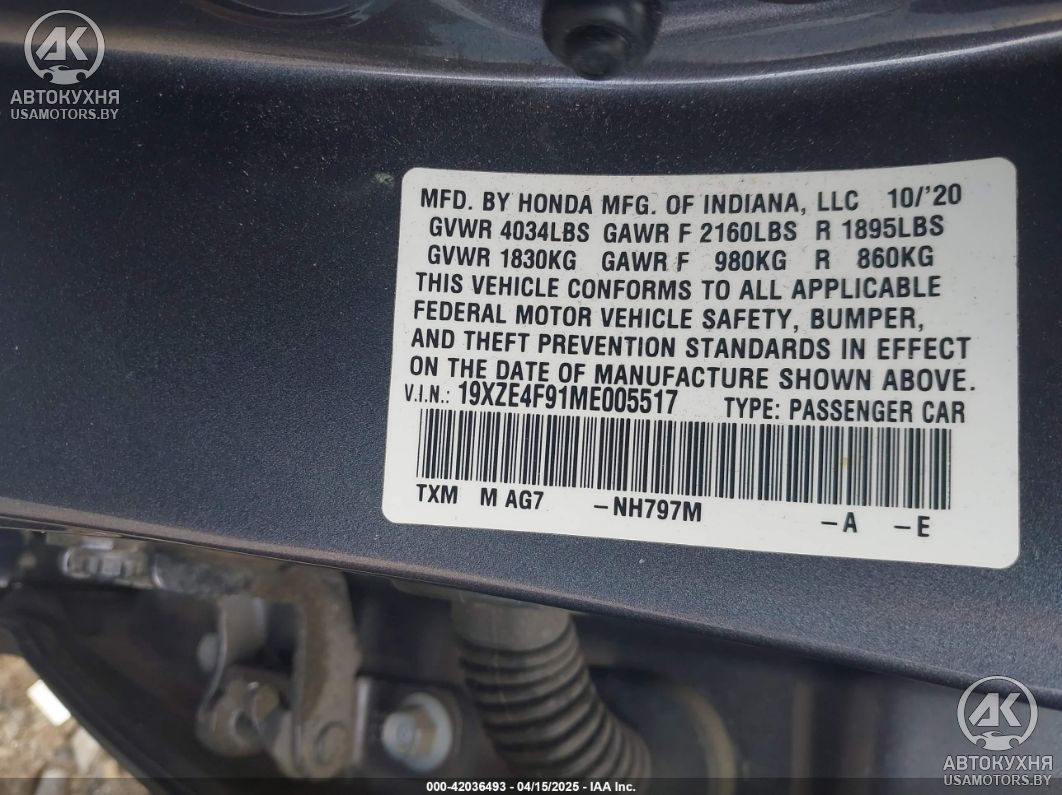 AK
АВТОКУХНЯ
USAMOTORS.BY
MFD. BY HONDA MFG. OF INDIANA, LLC 10/'20
GVWR 4034LBS GAWR F 2160LBS R 1895LBS
GVWR 1830KG GAWR F 980KG R 860KG
THIS VEHICLE CONFORMS TO ALL APPLICABLE
FEDERAL MOTOR VEHICLE SAFETY, BUMPER,
AND THEFT PREVENTION STANDARDS IN EFFECT
ON THE DATE OF MANUFACTURE SHOWN ABOVE.
V.I.N.: 19XZE4F91ME005517 TYPE: PASSENGER CAR
TXM M AG7 -NH797M -A -E
AK
АВТОКУХНЯ
USAMOTORS.BY
000-42036493 - 04/15/2025 - IAA Inc.